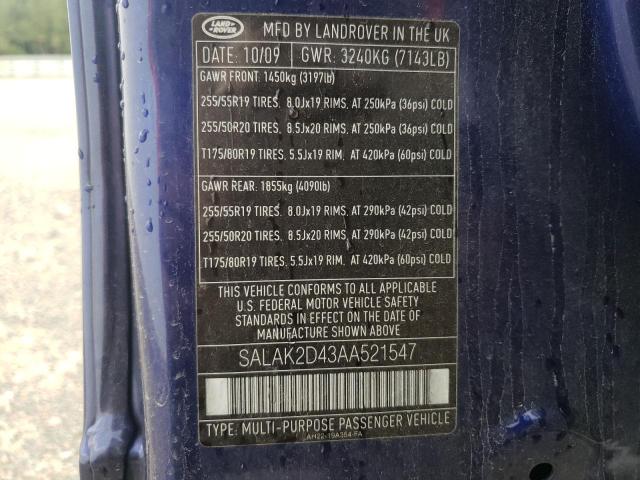 LAND ROVER
MFD BY LANDROVER IN THE UK
DATE: 10/09 GWR: 3240KG (7143LB)
GAWR FRONT: 1450kg (3197lb)
255/55R19 TIRES. 8.0Jx19 RIMS. AT 250kPa (36psi) COLD
255/50R20 TIRES. 8.5Jx20 RIMS. AT 250kPa (36psi) COLD
T175/80R19 TIRES. 5.5Jx19 RIM. AT 420kPa (60psi) COLD
GAWR REAR: 1855kg (4090lb)
255/55R19 TIRES. 8.0Jx19 RIMS. AT 290kPa (42psi) COLD
255/50R20 TIRES. 8.5Jx20 RIMS. AT 290kPa (42psi) COLD
T175/80R19 TIRES. 5.5Jx19 RIM. AT 420kPa (60psi) COLD
THIS VEHICLE CONFORMS TO ALL APPLICABLE
U.S. FEDERAL MOTOR VEHICLE SAFETY
STANDARDS IN EFFECT ON THE DATE OF
MANUFACTURE SHOWN ABOVE.
SALAK2D43AA521547
TYPE: MULTI-PURPOSE PASSENGER VEHICLE
AH22-19A354-FA